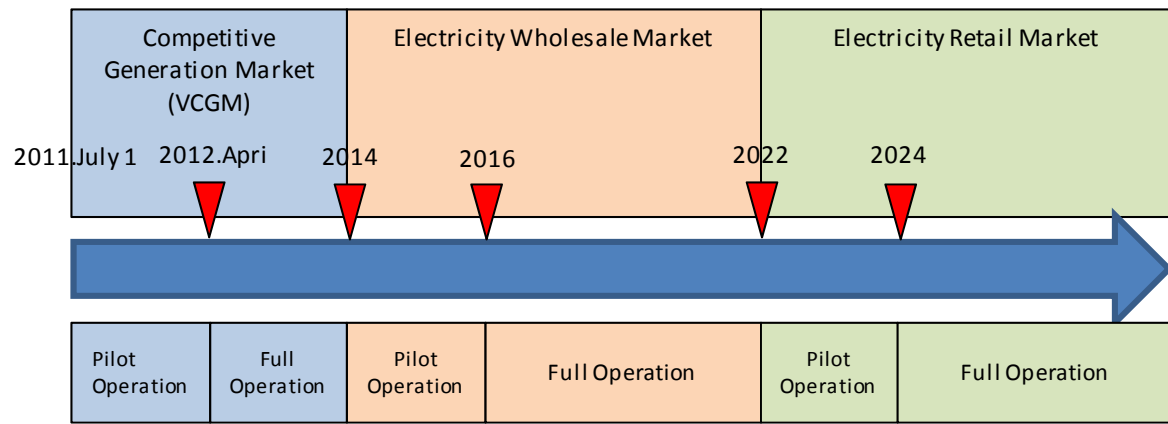 Competitive
Generation Market
(VCGM)
Electricity Wholesale Market
Electricity Retail Market
2011.July 1
2012.Apri
2014
2016
2022
2024
Pilot
Operation
Full
Operation
Pilot
Operation
Full Operation
Pilot
Operation
Full Operation